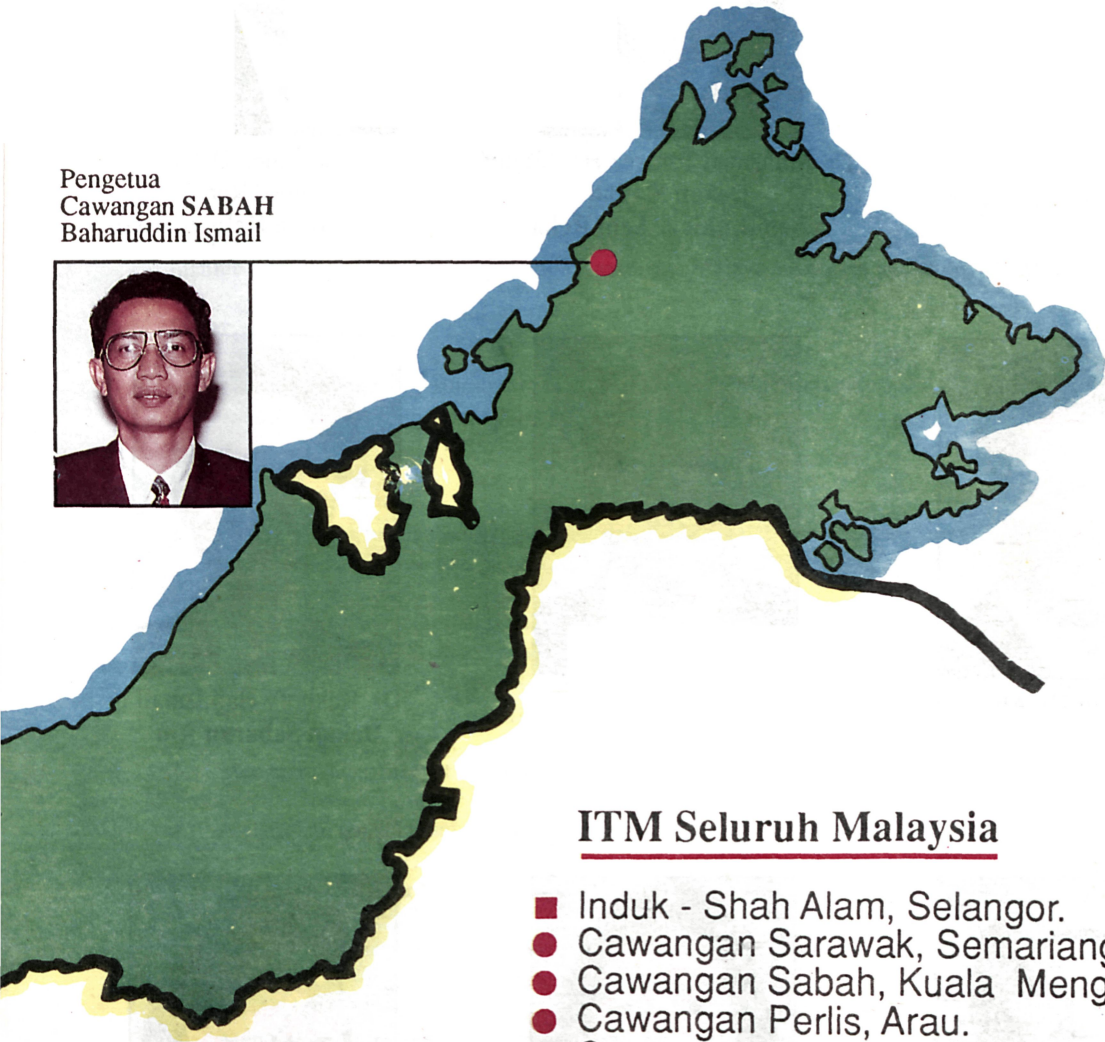 Pengetua
Cawangan SABAH
Baharuddin Ismail
ITM Seluruh Malaysia
Induk - Shah Alam, Selangor.
Cawangan Sarawak, Semariang
Cawangan Sabah, Kuala Meng
Cawangan Perlis, Arau.